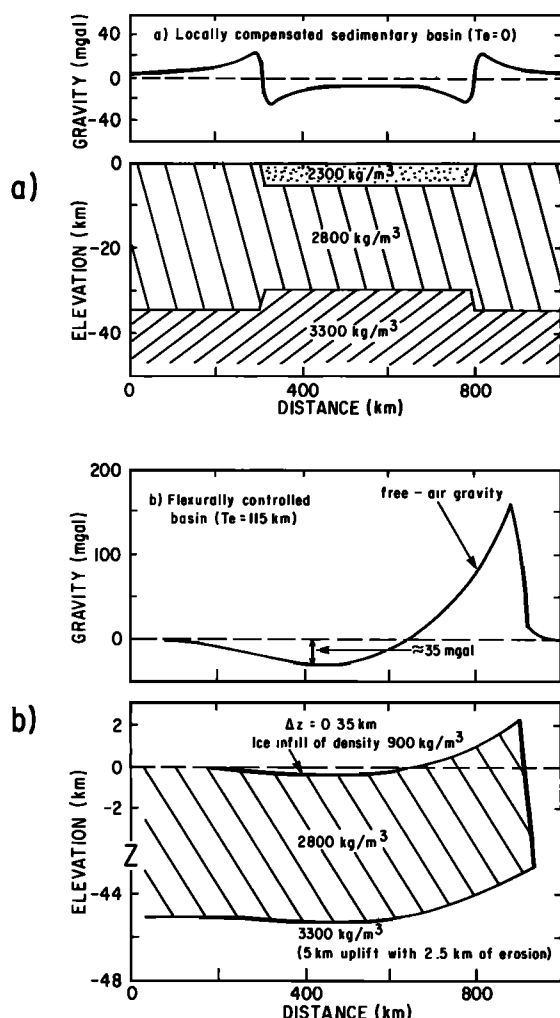 a) Locally compensated sedimentary basin (Te=0)
GRAVITY (mgal)
40
0
-40
a)
2300 kg/m³
2800 kg/m³
3300 kg/m³
ELEVATION (km)
0
-20
-40
0 400 800
DISTANCE (km)
b) Flexurally controlled
basin (Te=115 km)
free-air gravity
≈35 mgal
GRAVITY (mgal)
200
100
0
b)
Δz = 0 35 km
Ice infill of density 900 kg/m³
2800 kg/m³
3300 kg/m³
(5 km uplift with 2.5 km of erosion)
ELEVATION (km)
2
0
-2
Z
-44
-48
0 400 800
DISTANCE (km)